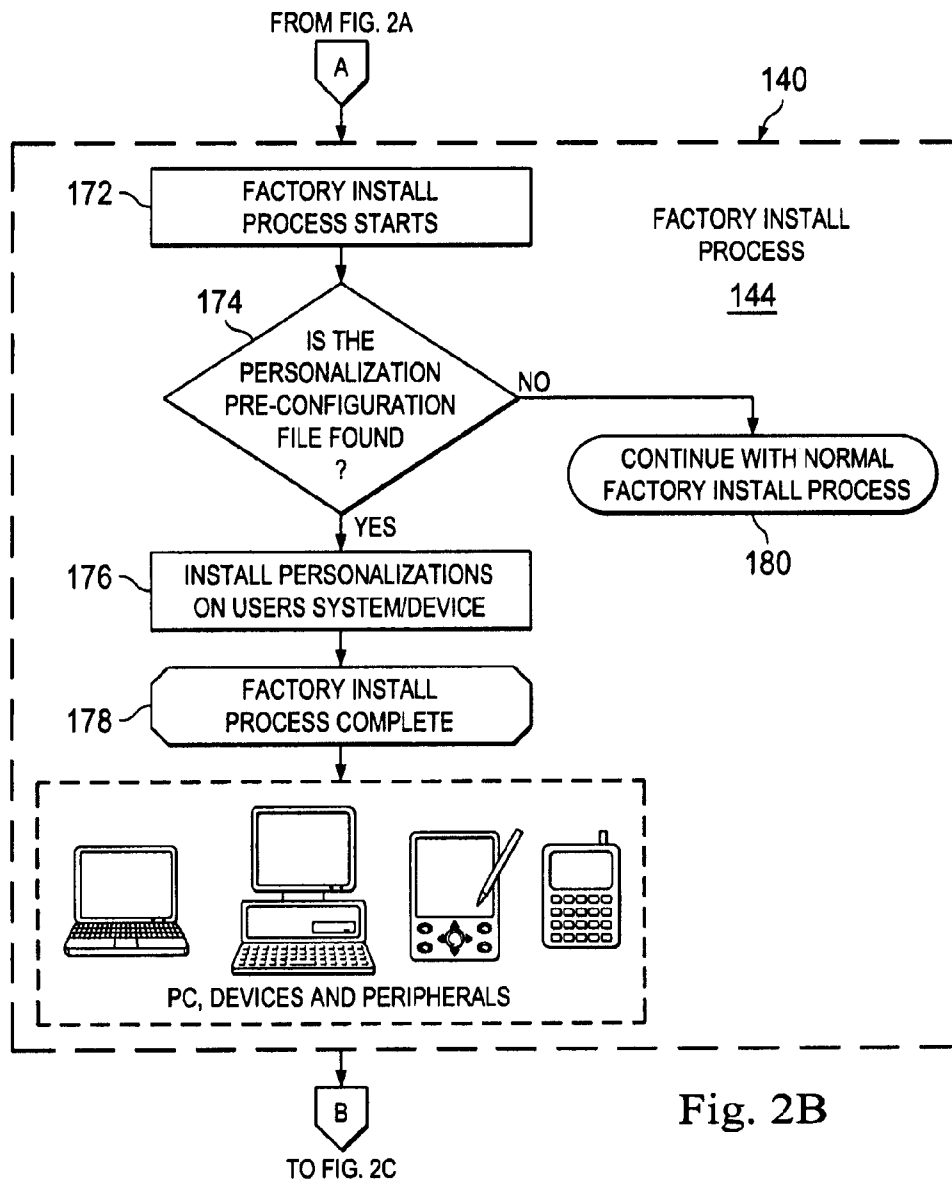 FROM FIG. 2A
A
140
172
FACTORY INSTALL
PROCESS STARTS
FACTORY INSTALL
PROCESS
144
174
IS THE
PERSONALIZATION
PRE-CONFIGURATION
FILE FOUND
?
NO
CONTINUE WITH NORMAL
FACTORY INSTALL PROCESS
180
YES
176
INSTALL PERSONALIZATIONS
ON USERS SYSTEM/DEVICE
178
FACTORY INSTALL
PROCESS COMPLETE
PC, DEVICES AND PERIPHERALS
B
TO FIG. 2C
Fig. 2B